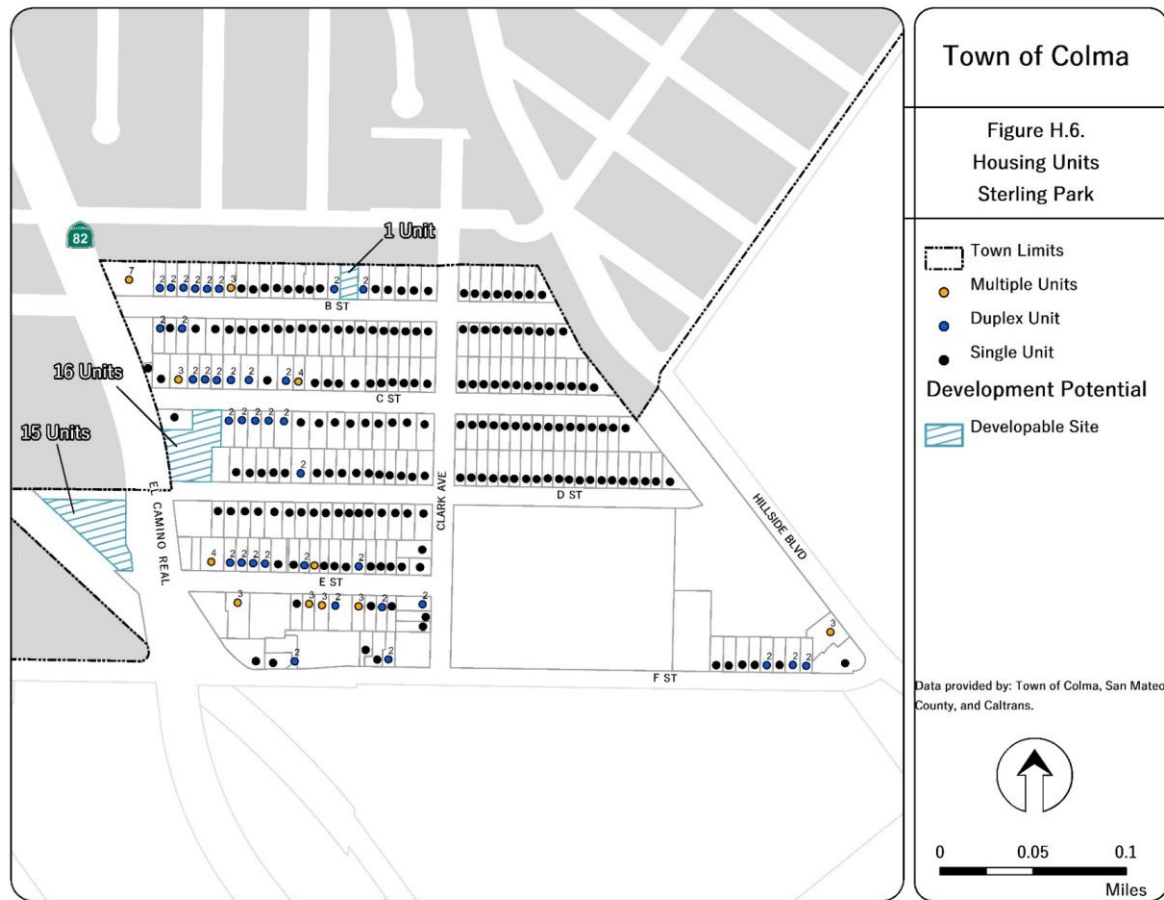 Town of Colma
Figure H.6.
Housing Units
Sterling Park
Town Limits
Multiple Units
Duplex Unit
Single Unit
Development Potential
Developable Site
Data provided by: Town of Colma, San Mateo
County, and Caltrans.
0 0.05 0.1
Miles
82
1 Unit
7 2 2 2 2 2 2 3 2 2
B ST
2 2
16 Units
3 2 2 2 2 2 2 4
C ST
15 Units
2 2 2 2 2
2
D ST
EL CAMINO REAL
CLARK AVE
HILLSIDE BLVD
4 2 2 2 2 2 2
E ST
3 3 3 2 3 2 2
3
2 2
2 2 2
F ST